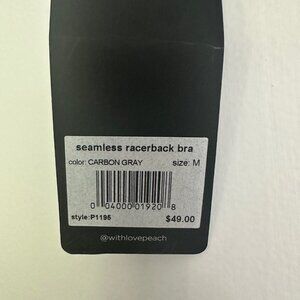 seamless racerback bra
color: CARBON GRAY size: M
0 04000 01920 8
style: P1195 $49.00
@withlovepeach